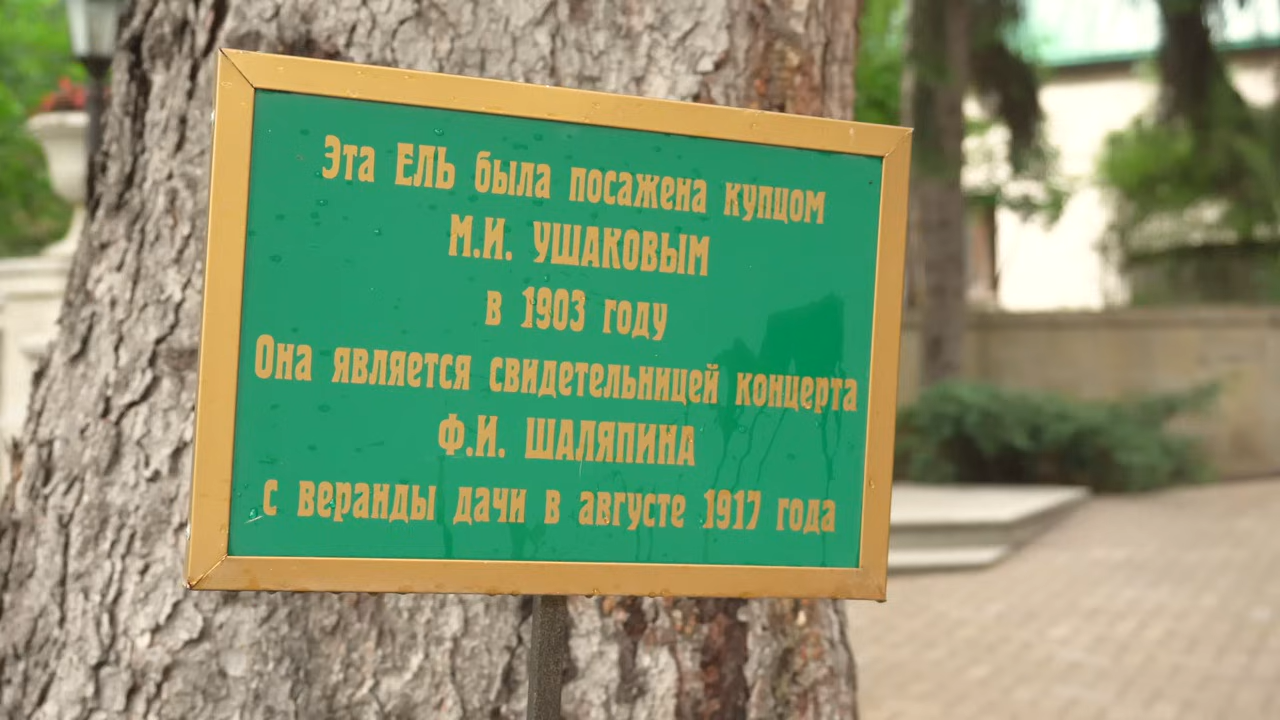 Эта ЕЛЬ была посажена купцом
М.И. УШАКОВЫМ
в 1903 году
Она является свидетельницей концерта
Ф.И. ШАЛЯПИНА
с веранды дачи в августе 1917 года